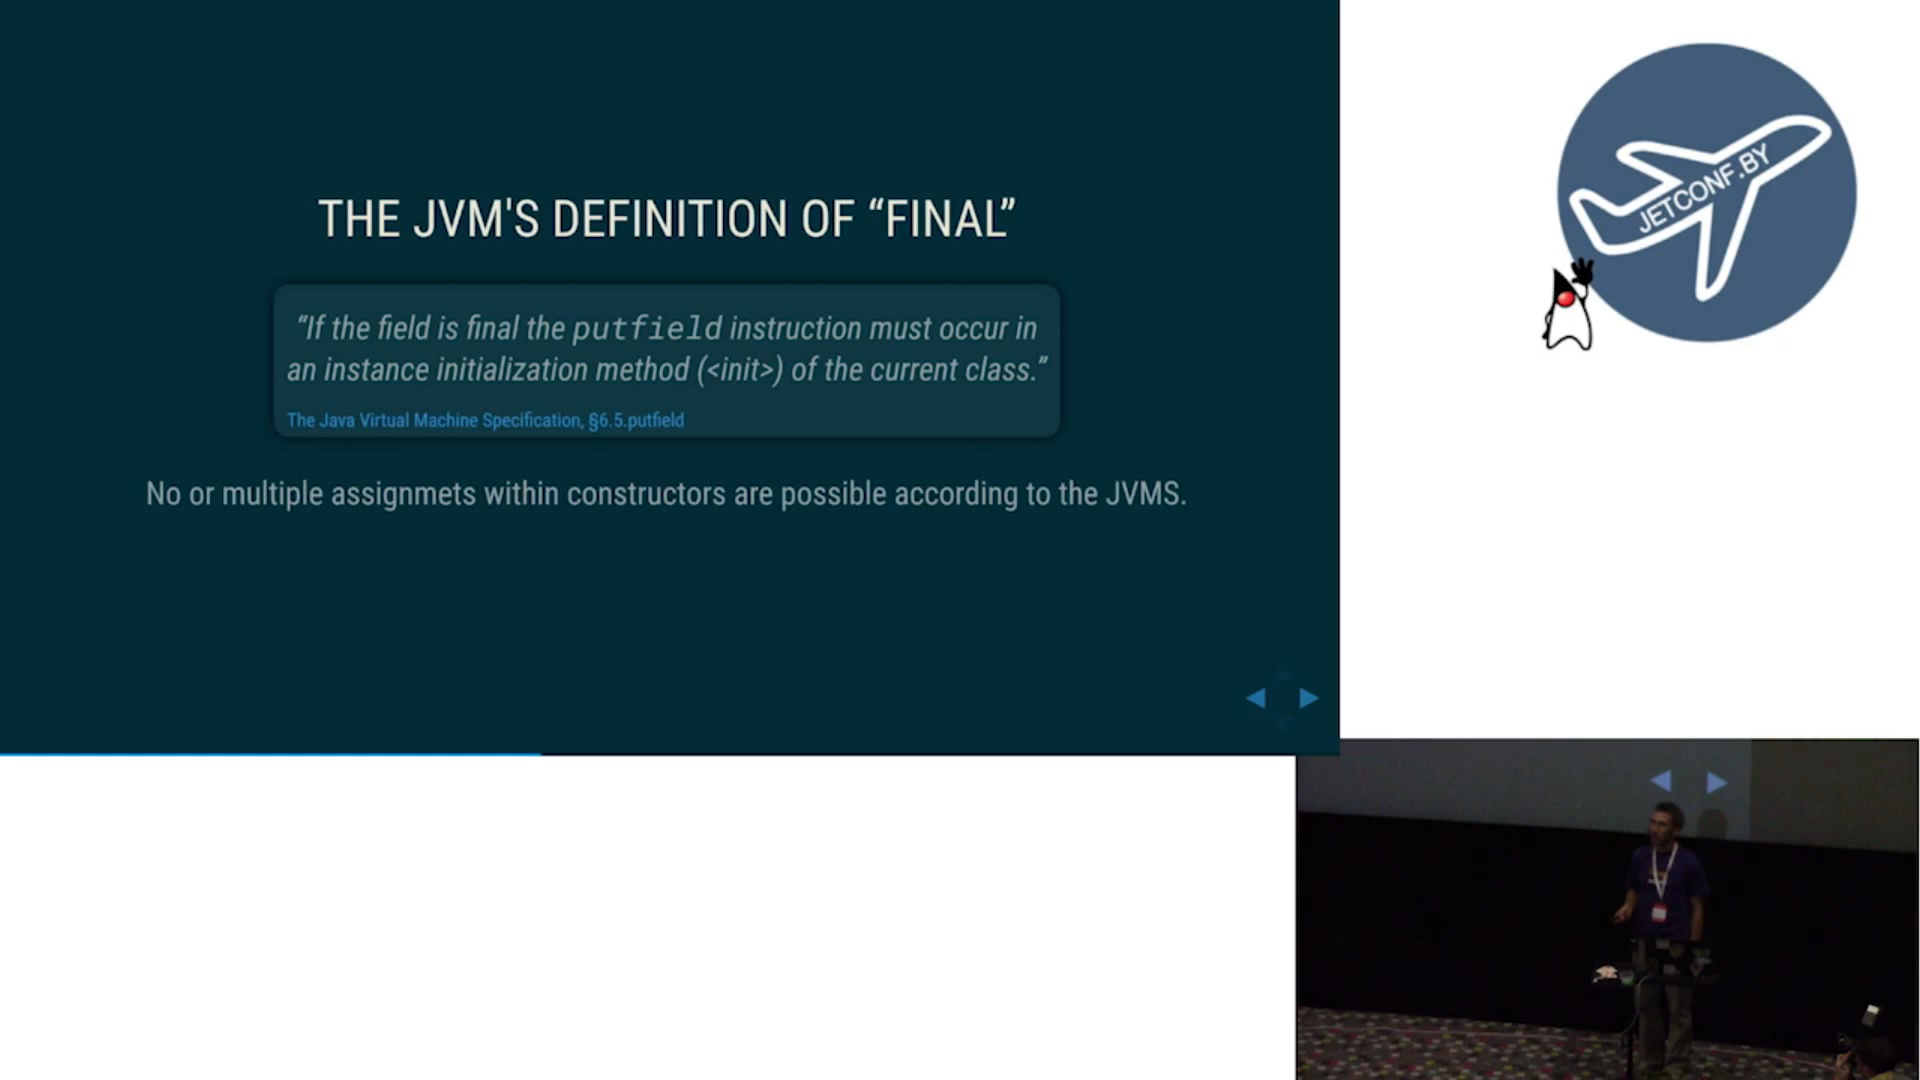 THE JVM'S DEFINITION OF “FINAL”
“If the field is final the putfield instruction must occur in
an instance initialization method (<init>) of the current class.”
The Java Virtual Machine Specification, §6.5.putfield
No or multiple assignmets within constructors are possible according to the JVMS.
JETCONF.BY